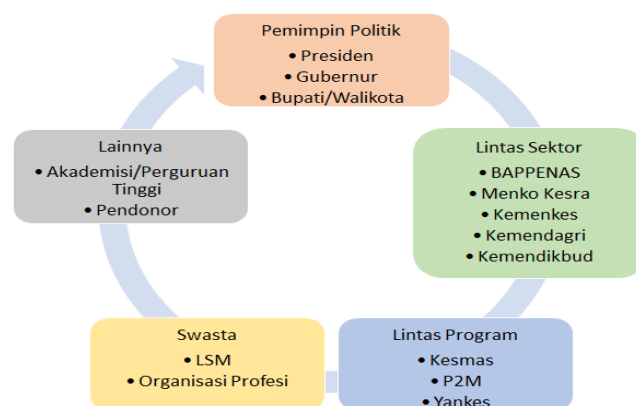 Pemimpin Politik
• Presiden
• Gubernur
• Bupati/Walikota
Lintas Sektor
• BAPPENAS
• Menko Kesra
• Kemenkes
• Kemendagri
• Kemendikbud
Lintas Program
• Kesmas
• P2M
• Yankes
Swasta
• LSM
• Organisasi Profesi
Lainnya
• Akademisi/Perguruan
Tinggi
• Pendonor